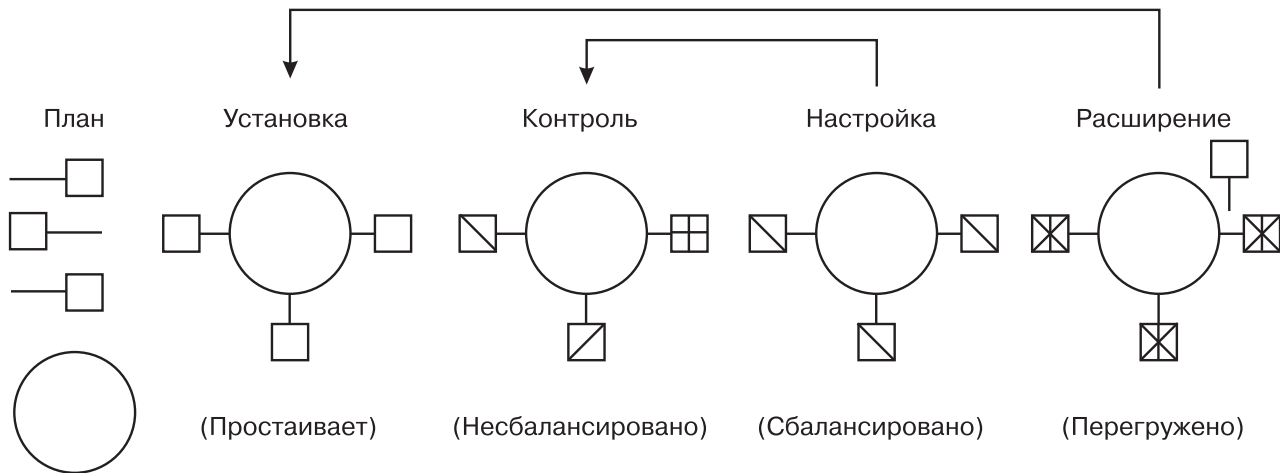 План
Установка
Контроль
Настройка
Расширение
(Простаивает)
(Несбалансировано)
(Сбалансировано)
(Перегружено)